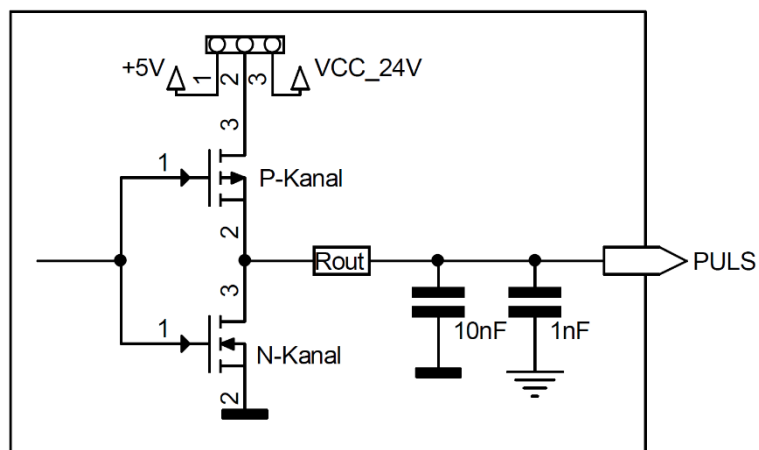 +5V 1 2 3 VCC_24V
3
1 P-Kanal
2
Rout PULS
3
10nF 1nF
1 N-Kanal
2